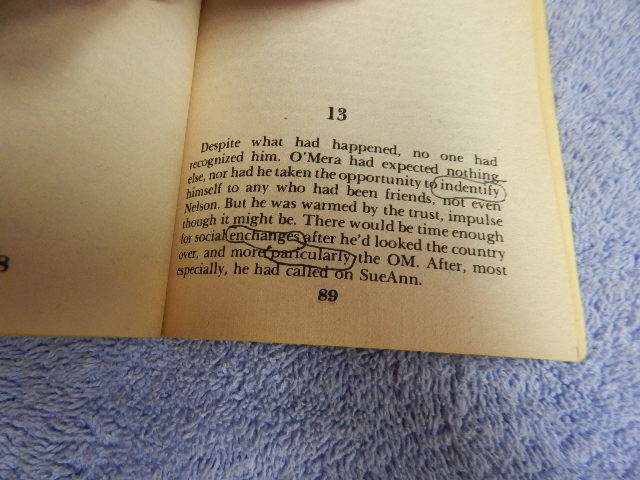 13
Despite what had happened, no one had
recognized him. O'Mera had expected nothing
else, nor had he taken the opportunity to indentify
himself to any who had been friends, not even
Nelson. But he was warmed by the trust, impulse
though it might be. There would be time enough
for social enchanges after he'd looked the country
over, and more paricularly the OM. After, most
especially, he had called on SueAnn.
89
8